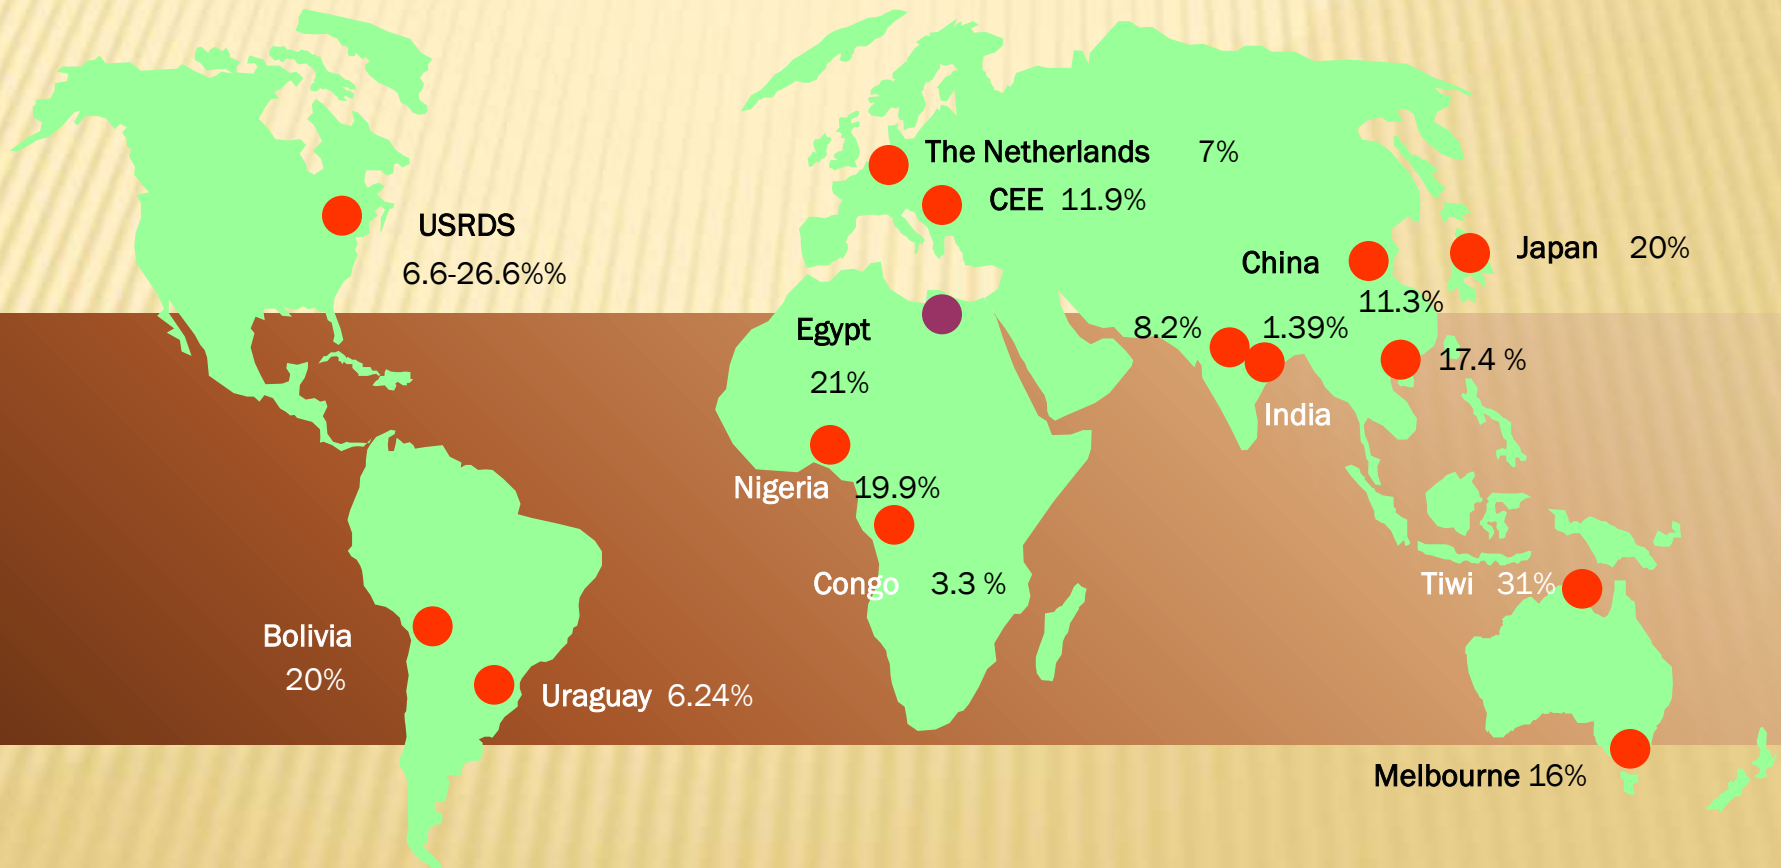 The Netherlands 7%
CEE 11.9%
USRDS
6.6-26.6%%
China
Japan 20%
11.3%
Egypt
8.2% 1.39%
17.4 %
21%
India
Nigeria 19.9%
Congo 3.3 %
Tiwi 31%
Bolivia
20%
Uraguay 6.24%
Melbourne 16%